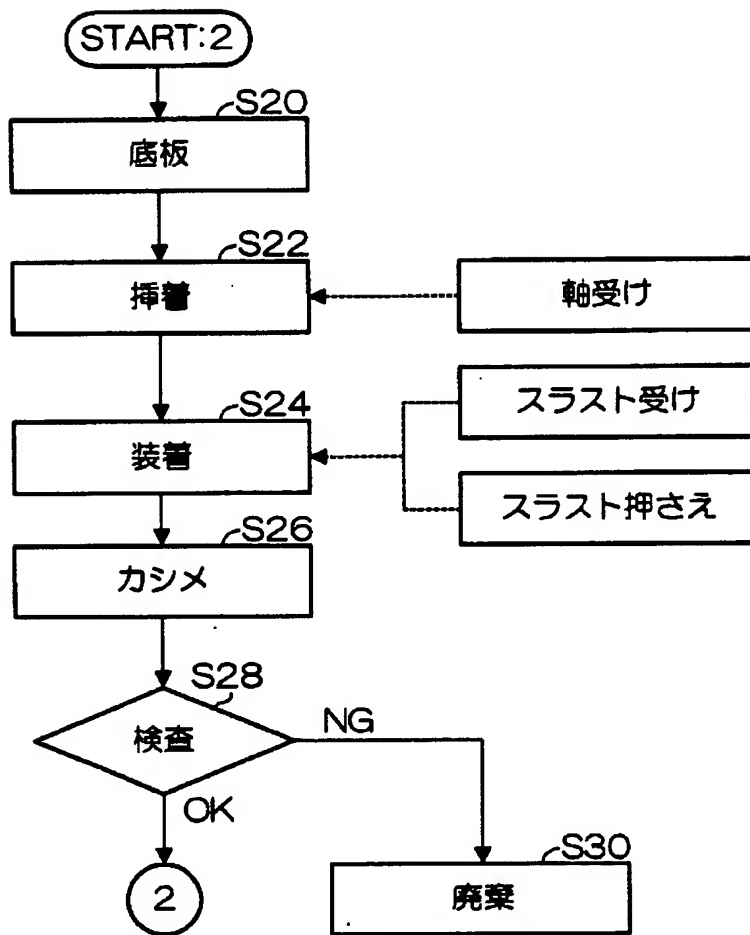 START:2
S20
底板
S22
挿着
軸受け
スラスト受け
S24
装着
スラスト押さえ
S26
カシメ
S28
検査
NG
OK
S30
2
廃棄